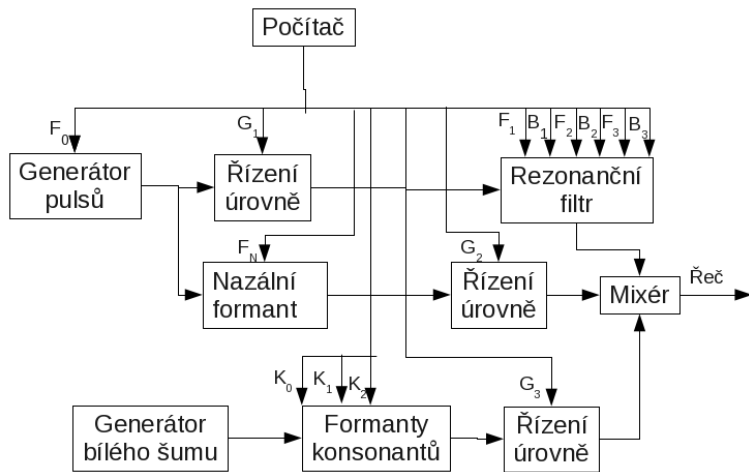 Počítač
F0
G1
F1 B1 F2 B2 F3 B3
Generátor
pulsů
Řízení
úrovně
Rezonanční
filtr
FN
G2
Nazální
formant
Řízení
úrovně
Mixér
Řeč
K0 K1 K2
G3
Generátor
bílého šumu
Formanty
konsonantů
Řízení
úrovně